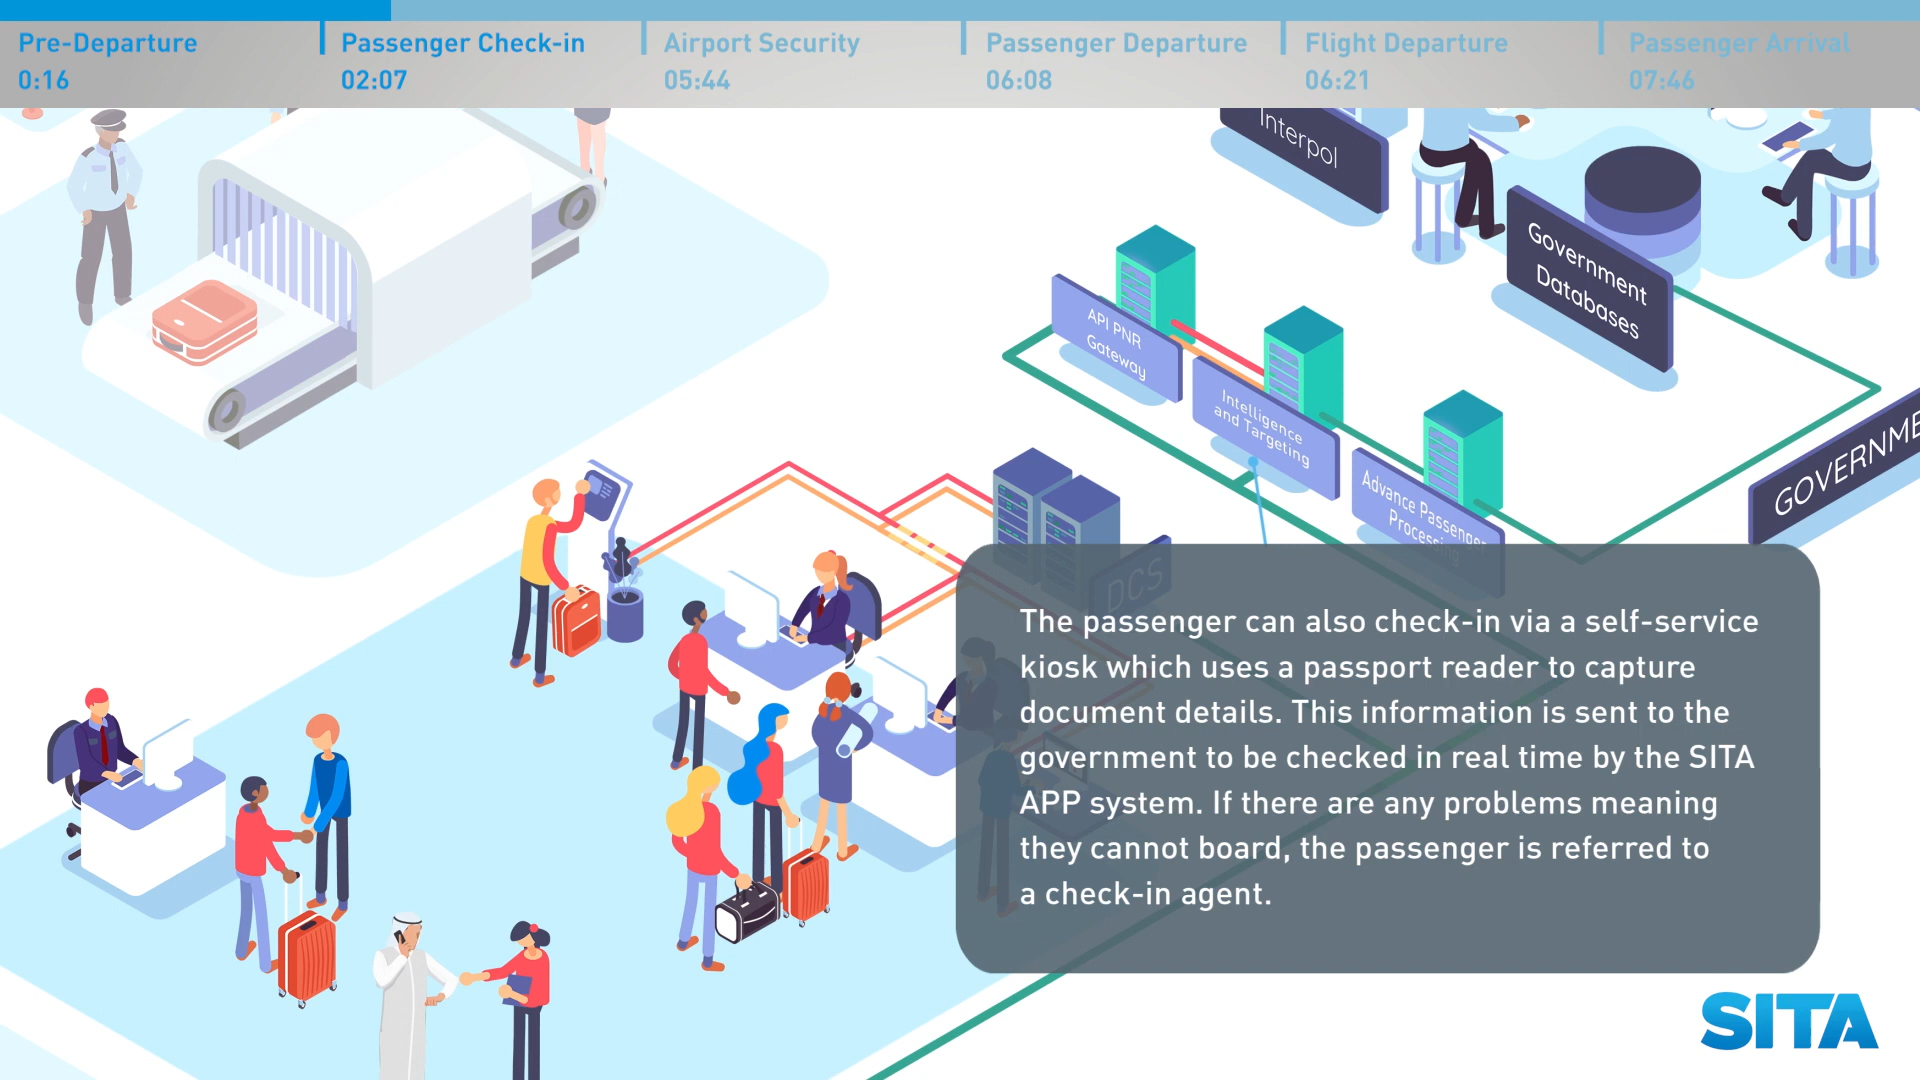 Pre-Departure
0:16
Passenger Check-in
02:07
Airport Security
05:44
Passenger Departure
06:08
Flight Departure
06:21
Passenger Arrival
07:46
Interpol
Government
Databases
API PNR
Gateway
Intelligence
and Targeting
Advance Passenger
Processing
GOVERNME
DCS
The passenger can also check-in via a self-service
kiosk which uses a passport reader to capture
document details. This information is sent to the
government to be checked in real time by the SITA
APP system. If there are any problems meaning
they cannot board, the passenger is referred to
a check-in agent.
SITA